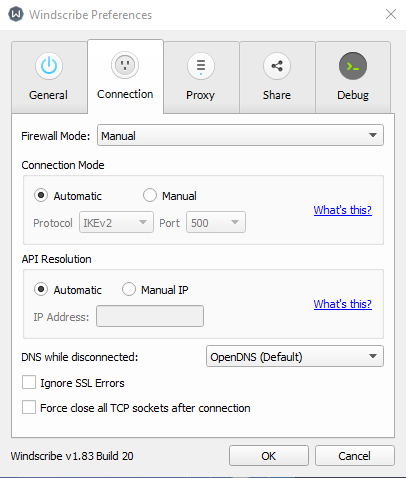 Windscribe Preferences
General Connection Proxy Share Debug
Firewall Mode: Manual
Connection Mode
Automatic Manual
What's this?
Protocol IKEv2 Port 500
API Resolution
Automatic Manual IP
What's this?
IP Address:
DNS while disconnected: OpenDNS (Default)
Ignore SSL Errors
Force close all TCP sockets after connection
Windscribe v1.83 Build 20 OK Cancel